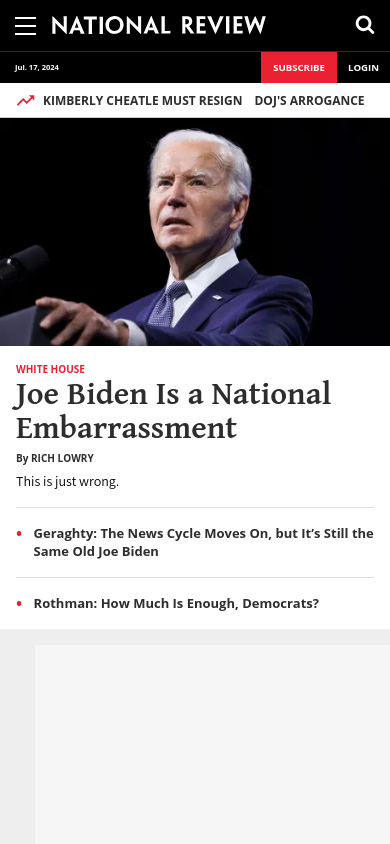 NATIONAL REVIEW
Jul. 17, 2024
SUBSCRIBE
LOGIN
KIMBERLY CHEATLE MUST RESIGN DOJ'S ARROGANCE
WHITE HOUSE
Joe Biden Is a National
Embarrassment
By RICH LOWRY
This is just wrong.
Geraghty: The News Cycle Moves On, but It’s Still the
Same Old Joe Biden
Rothman: How Much Is Enough, Democrats?